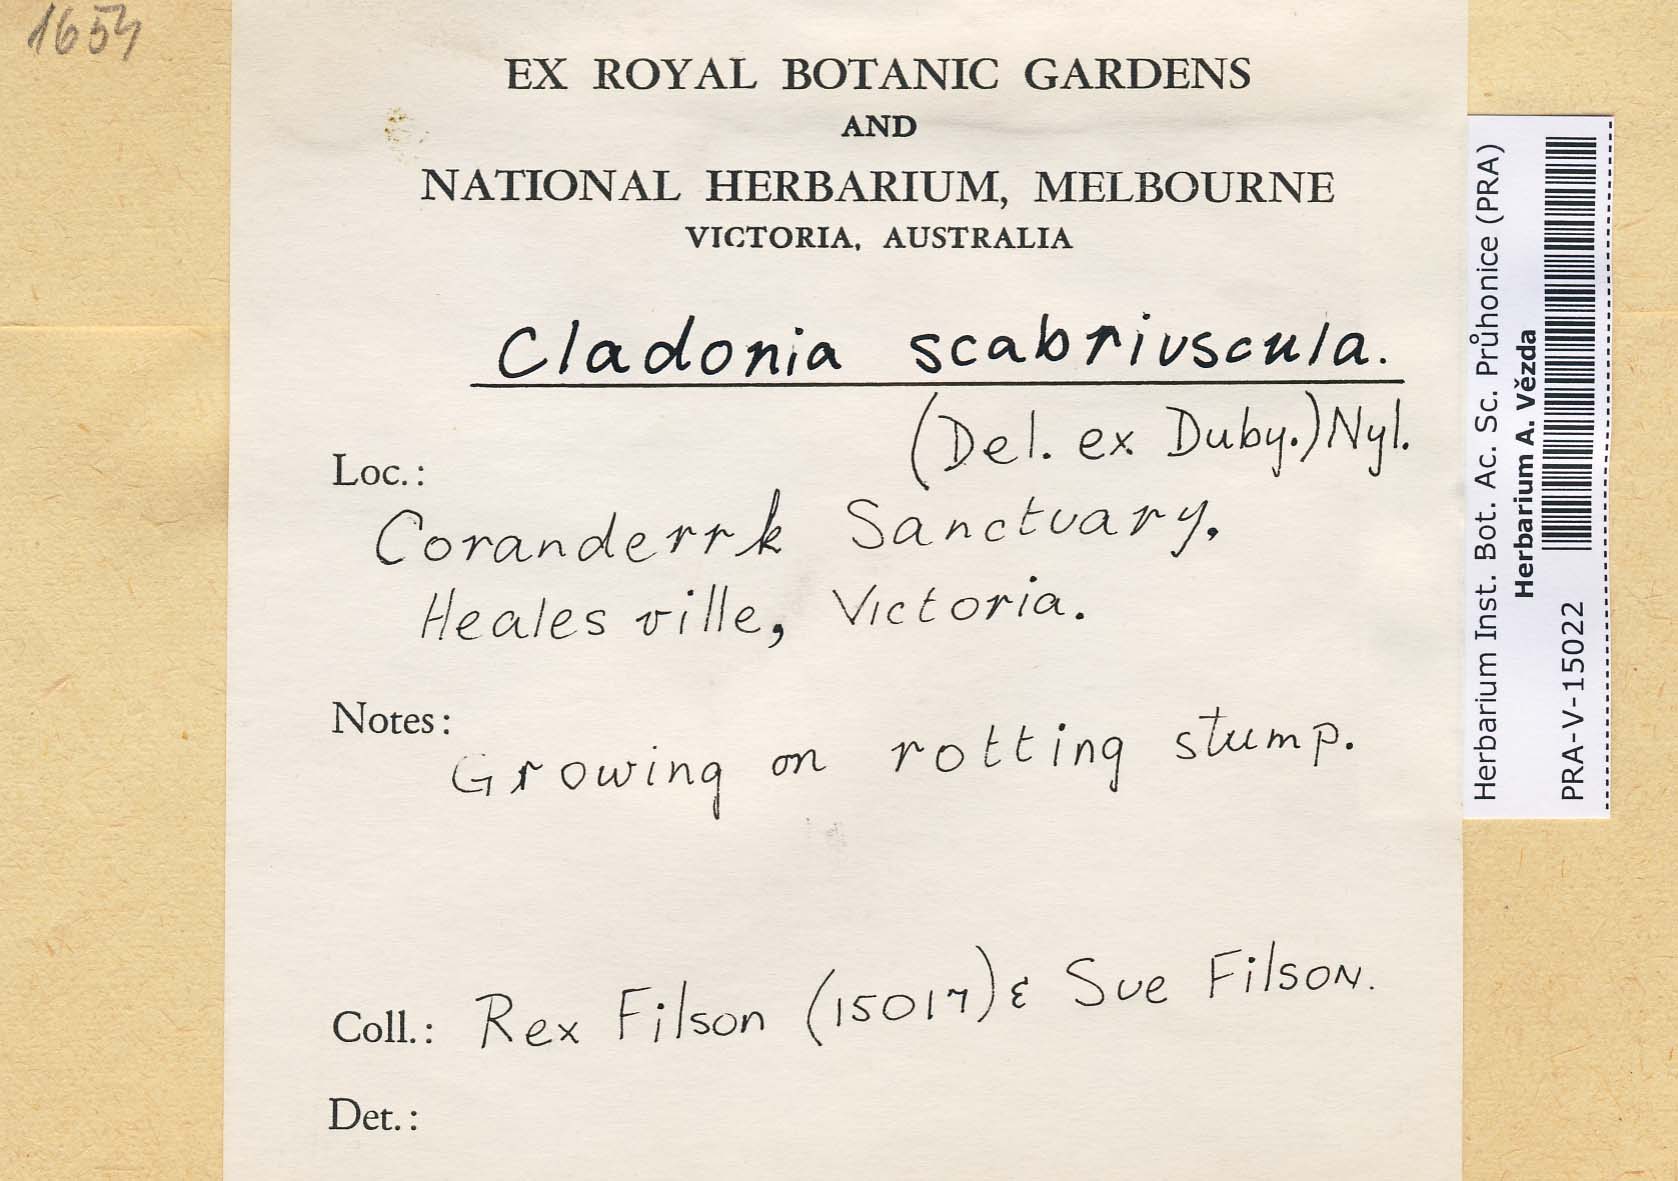 1654
EX ROYAL BOTANIC GARDENS
AND
NATIONAL HERBARIUM, MELBOURNE
VICTORIA, AUSTRALIA
Cladonia scabriuscula.
(Del. ex Duby.) Nyl.
Loc.:
Coranderrk Sanctuary.
Healesville, Victoria.
Notes:
Growing on rotting stump.
Coll.: Rex Filson (15017) & Sue Filson.
Det.:
Herbarium Inst. Bot. Ac. Sc. Průhonice (PRA)
Herbarium A. Vězda
PRA-V-15022